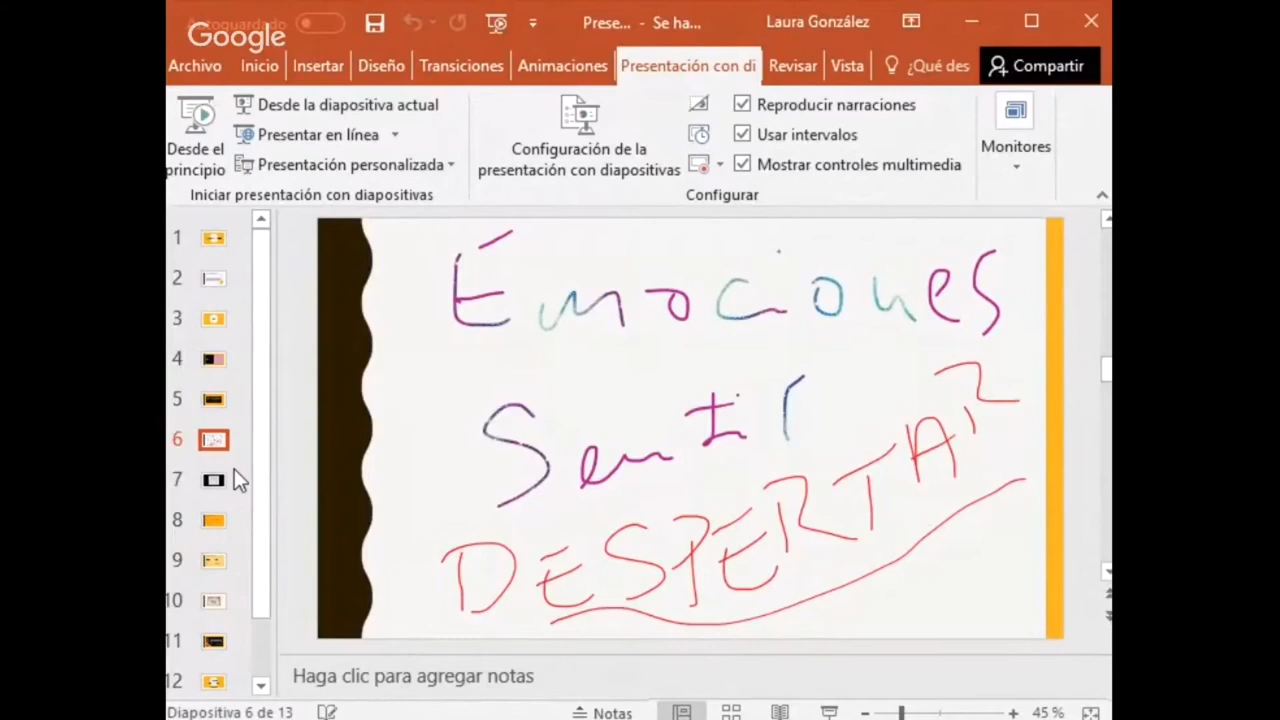 Autoguardado
Google
Prese... - Se ha...
Laura González
Archivo Inicio Insertar Diseño Transiciones Animaciones Presentación con di Revisar Vista ¿Qué des Compartir
Desde el principio
Desde la diapositiva actual
Presentar en línea
Presentación personalizada
Iniciar presentación con diapositivas
Configuración de la
presentación con diapositivas
Reproducir narraciones
Usar intervalos
Mostrar controles multimedia
Configurar
Monitores
1
2
3
4
5
6
7
8
9
10
11
12
Emociones
Sentir
DESPERTAR
Haga clic para agregar notas
Diapositiva 6 de 13
Notas
45 %